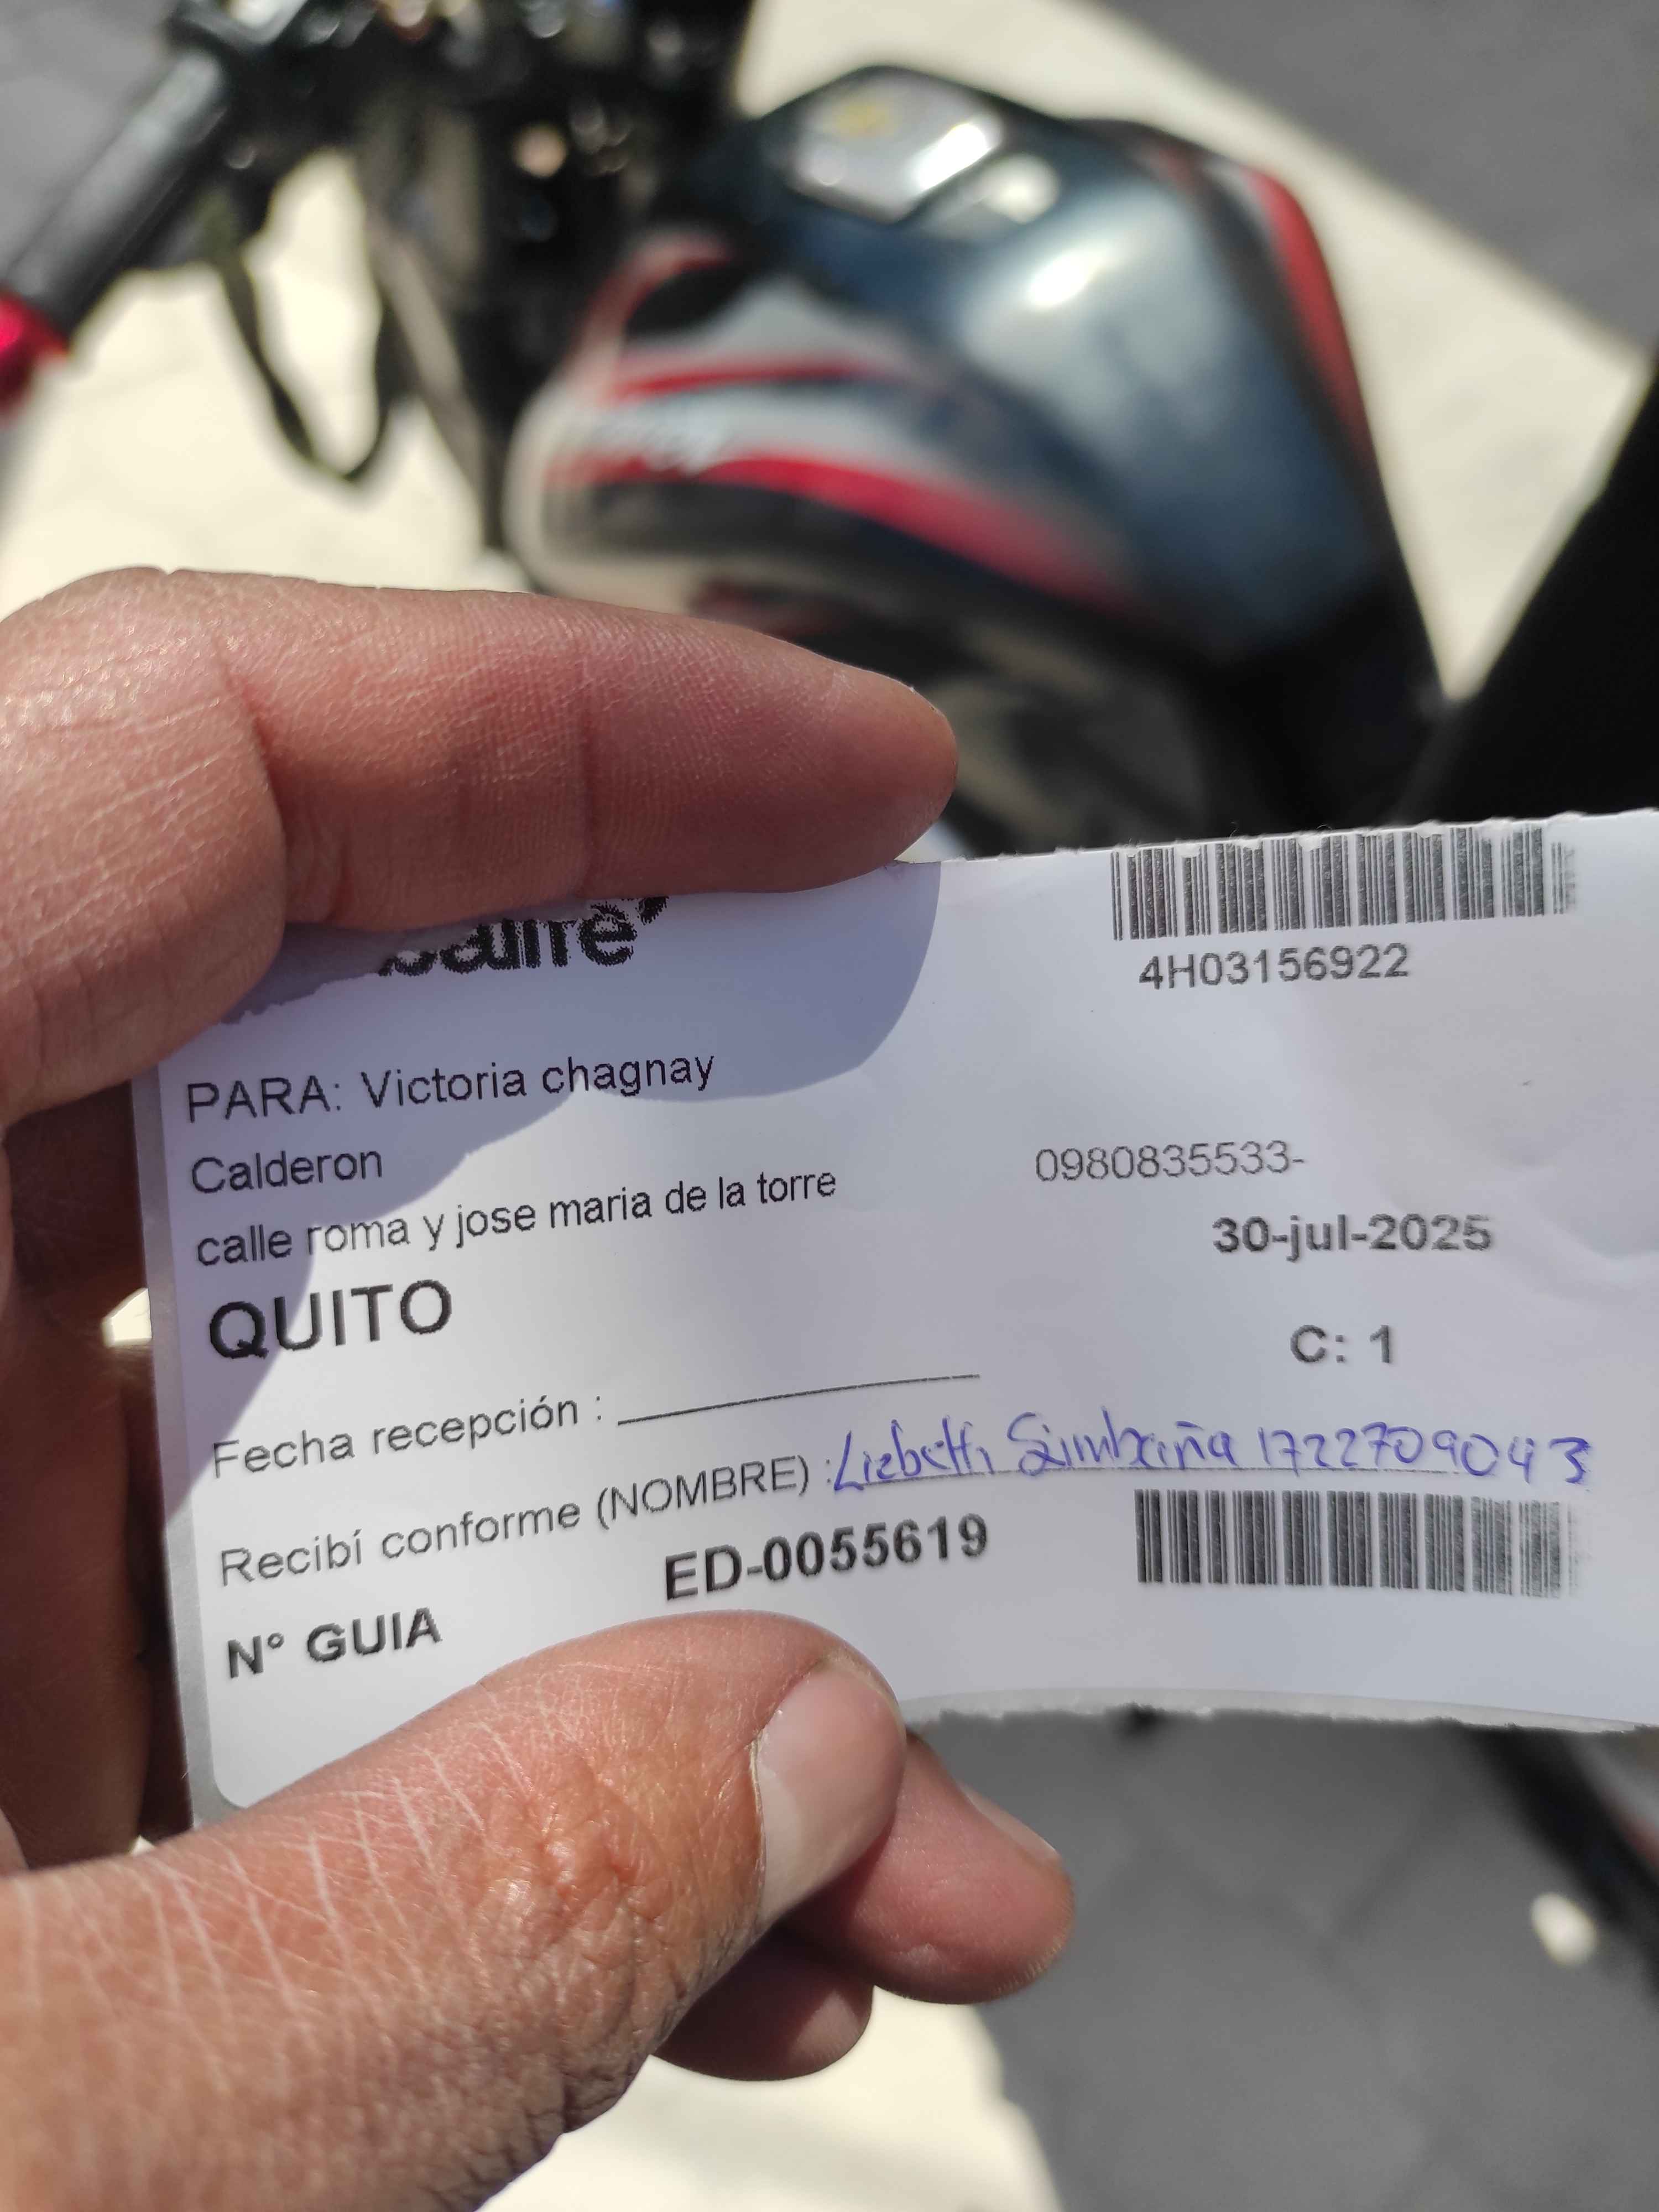 4H03156922
PARA: Victoria chagnay
Calderon
0980835533-
calle roma y jose maria de la torre
30-jul-2025
QUITO
C: 1
Fecha recepción :
Recibí conforme (NOMBRE) : Lizbeth Simbaña 1722709043
ED-0055619
N° GUIA